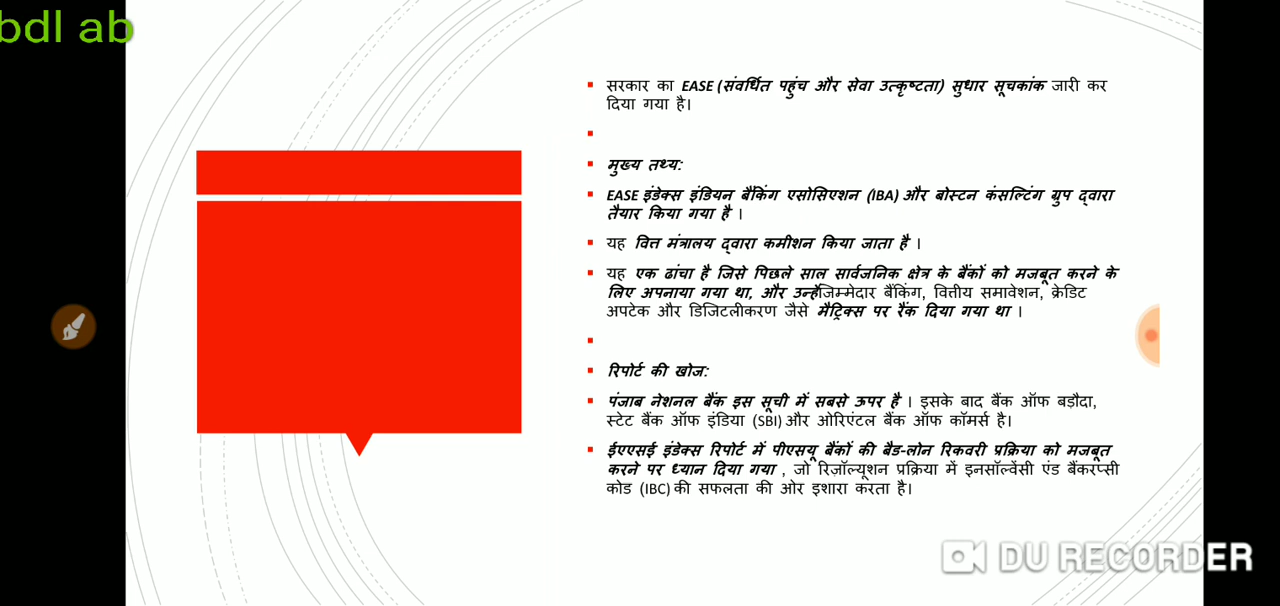 bdl ab
सरकार का EASE (संवर्धित पहुंच और सेवा उत्कृष्टता) सुधार सूचकांक जारी कर
दिया गया है।
मुख्य तथ्य:
EASE इंडेक्स इंडियन बैंकिंग एसोसिएशन (IBA) और बोस्टन कंसल्टिंग ग्रुप द्वारा
तैयार किया गया है ।
यह वित्त मंत्रालय द्वारा कमीशन किया जाता है ।
यह एक ढांचा है जिसे पिछले साल सार्वजनिक क्षेत्र के बैंकों को मजबूत करने के
लिए अपनाया गया था, और उन्हेंजिम्मेदार बैंकिंग, वित्तीय समावेशन, क्रेडिट
अपटेक और डिजिटलीकरण जैसे मैट्रिक्स पर रैंक दिया गया था ।
रिपोर्ट की खोज:
पंजाब नेशनल बैंक इस सूची में सबसे ऊपर है । इसके बाद बैंक ऑफ बड़ौदा,
स्टेट बैंक ऑफ इंडिया (SBI) और ओरिएंटल बैंक ऑफ कॉमर्स है।
ईएएसई इंडेक्स रिपोर्ट में पीएसयू बैंकों की बैड-लोन रिकवरी प्रक्रिया को मजबूत
करने पर ध्यान दिया गया , जो रिज़ॉल्यूशन प्रक्रिया में इनसॉल्वेंसी एंड बैंकरप्सी
कोड (IBC) की सफलता की ओर इशारा करता है।
DU RECORDER